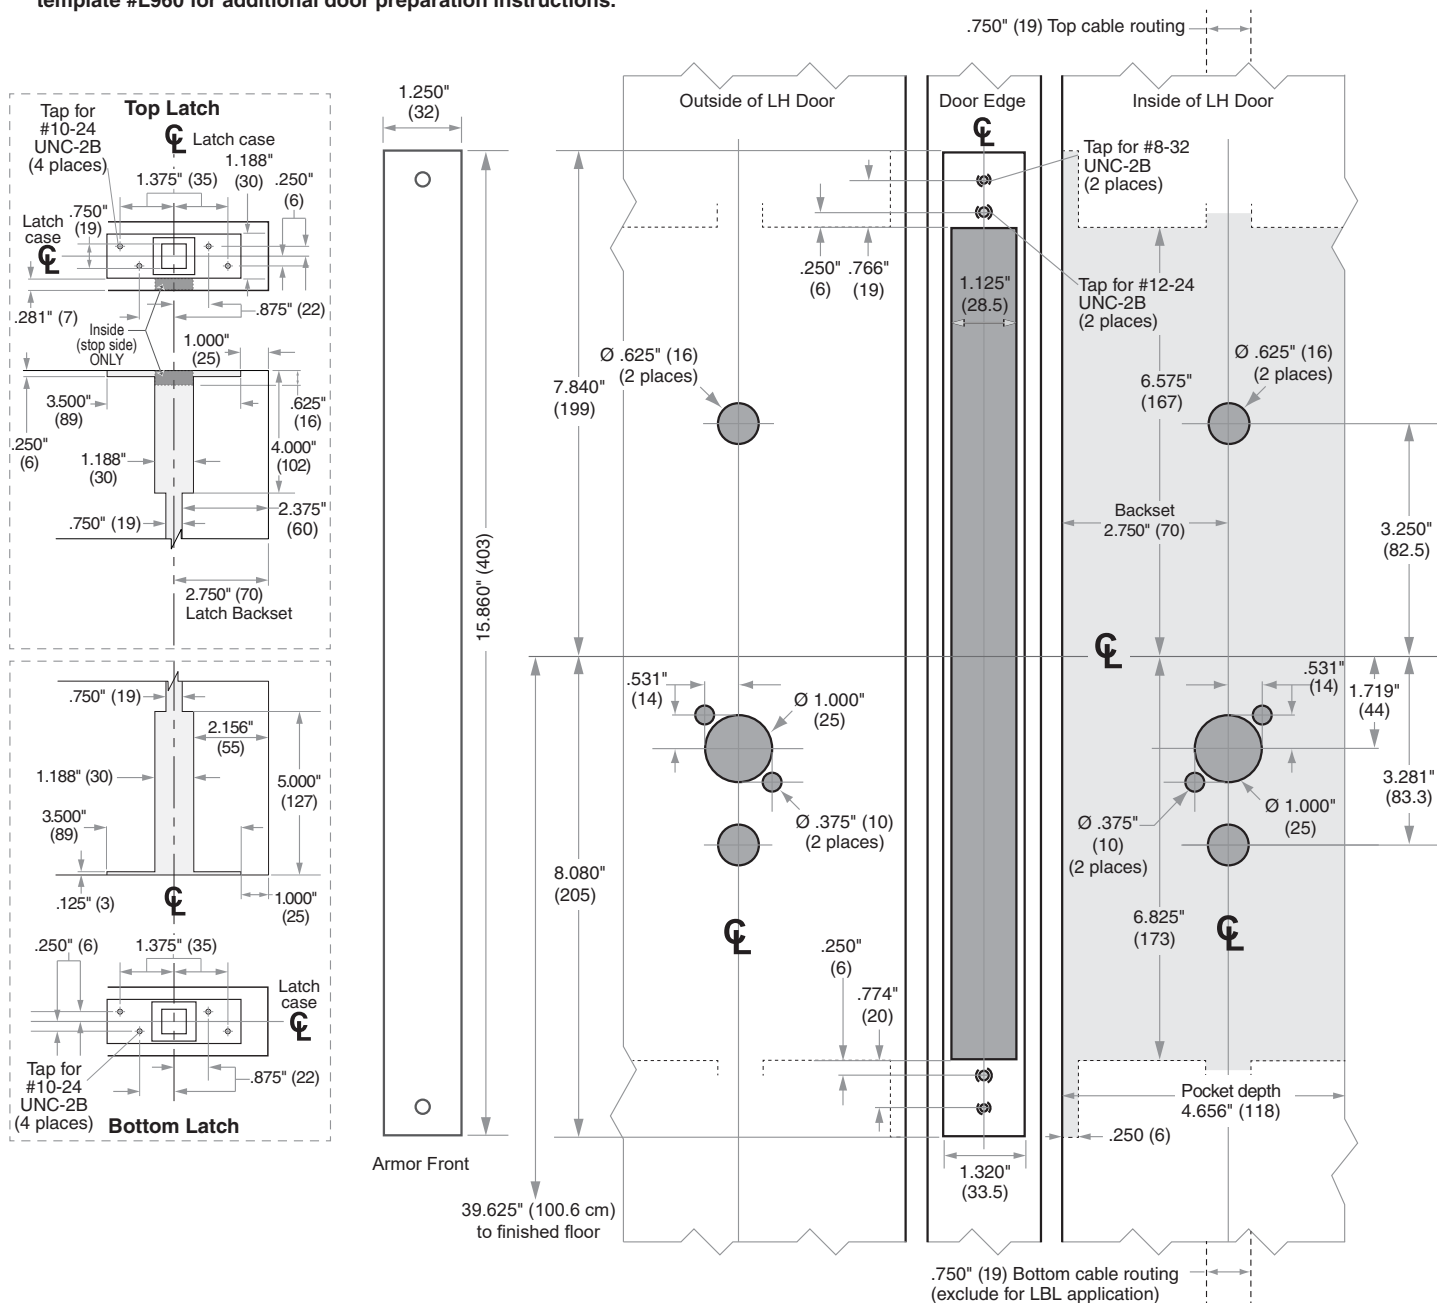 template #L960 for additional door preparation instructions.
.750" (19) Top cable routing
Top Latch
Tap for
#10-24
UNC-2B
(4 places)
℄
Latch case
1.188"
(30)
1.375" (35)
.250"
(6)
.750"
(19)
Latch
case
℄
.281" (7)
.875" (22)
Inside
(stop side)
ONLY
1.000"
(25)
3.500"
(89)
.625"
(16)
.250"
(6)
4.000"
(102)
1.188"
(30)
2.375"
(60)
.750" (19)
2.750" (70)
Latch Backset
.750" (19)
2.156"
(55)
1.188" (30)
5.000"
(127)
3.500"
(89)
.125" (3)
℄
1.000"
(25)
.250" (6)
1.375" (35)
Latch
case
℄
Tap for
#10-24
UNC-2B
(4 places)
.875" (22)
Bottom Latch
1.250"
(32)
15.860" (403)
Armor Front
Outside of LH Door
7.840"
(199)
Ø .625" (16)
(2 places)
.250"
(6)
.766"
(19)
.531"
(14)
Ø 1.000"
(25)
Ø .375" (10)
(2 places)
8.080"
(205)
℄
.250"
(6)
.774"
(20)
39.625" (100.6 cm)
to finished floor
Door Edge
℄
1.125"
(28.5)
1.320"
(33.5)
Inside of LH Door
Tap for #8-32
UNC-2B
(2 places)
Tap for #12-24
UNC-2B
(2 places)
Ø .625" (16)
(2 places)
6.575"
(167)
Backset
2.750" (70)
3.250"
(82.5)
℄
.531"
(14)
1.719"
(44)
3.281"
(83.3)
Ø 1.000"
(25)
Ø .375"
(10)
(2 places)
6.825"
(173)
℄
Pocket depth
4.656" (118)
.250 (6)
.750" (19) Bottom cable routing
(exclude for LBL application)